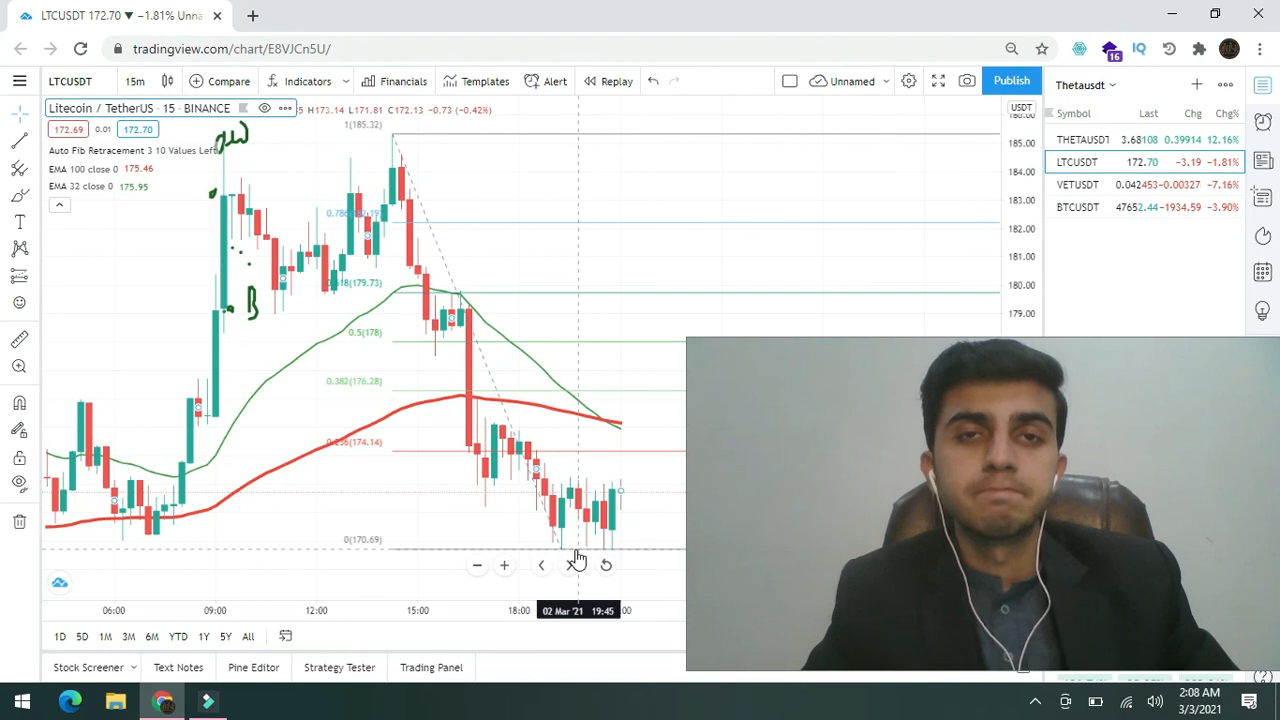 LTCUSDT 172.70 ▼ −1.81% Unna
tradingview.com/chart/E8VJCn5U/
16
IQ
LTCUSDT 15m Compare Indicators Financials Templates Alert Replay Unnamed Publish
Thetausdt
Litecoin / TetherUS · 15 · BINANCE H173.14 L171.81 C172.13 −0.73 (−0.42%)
172.69 0.01 172.70
Auto Fib Retracement 3 10 Values Left
EMA 100 close 0 175.46
EMA 32 close 0 175.95
B
1(185.32)
0.618(179.73)
0.5(178)
0.382(176.28)
0.236(174.14)
0(170.69)
USDT
186.00
185.00
184.00
183.00
182.00
181.00
180.00
179.00
Symbol Last Chg Chg%
THETAUSDT 3.68108 0.39914 12.16%
LTCUSDT 172.70 −3.19 −1.81%
VETUSDT 0.042453 −0.00327 −7.16%
BTCUSDT 47652.44 −1934.59 −3.90%
06:00 09:00 12:00 15:00 18:00 02 Mar '21 19:45 :00
1D 5D 1M 3M 6M YTD 1Y 5Y All
Stock Screener Text Notes Pine Editor Strategy Tester Trading Panel
2:08 AM
3/3/2021